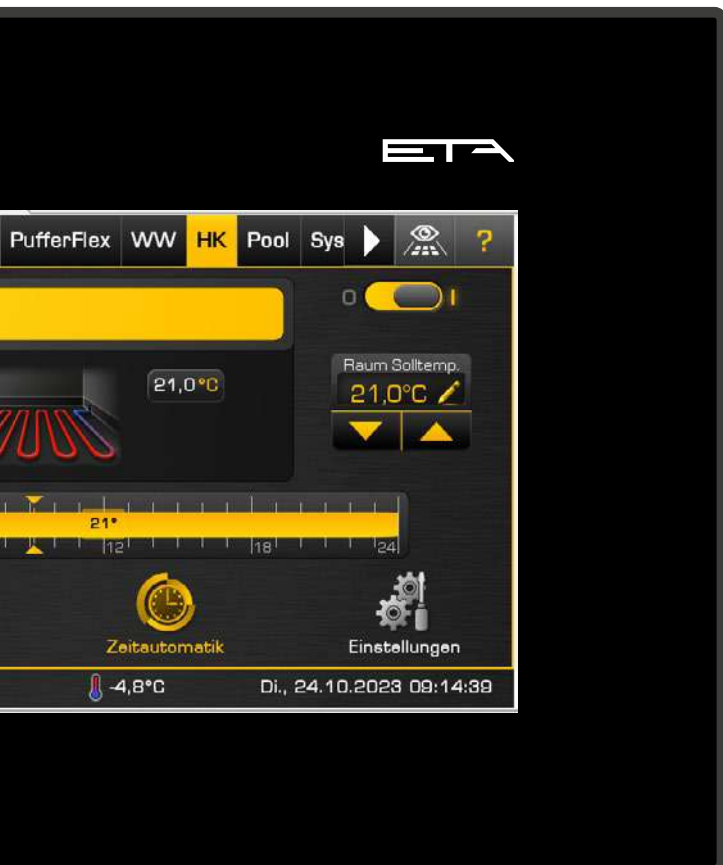 ETA
PufferFlex WW HK Pool Sys ?
O I
Raum Solltemp.
21,0°C 21,0°C
21°
12 18 24
Zeitautomatik Einstellungen
-4,8°C Di., 24.10.2023 09:14:39